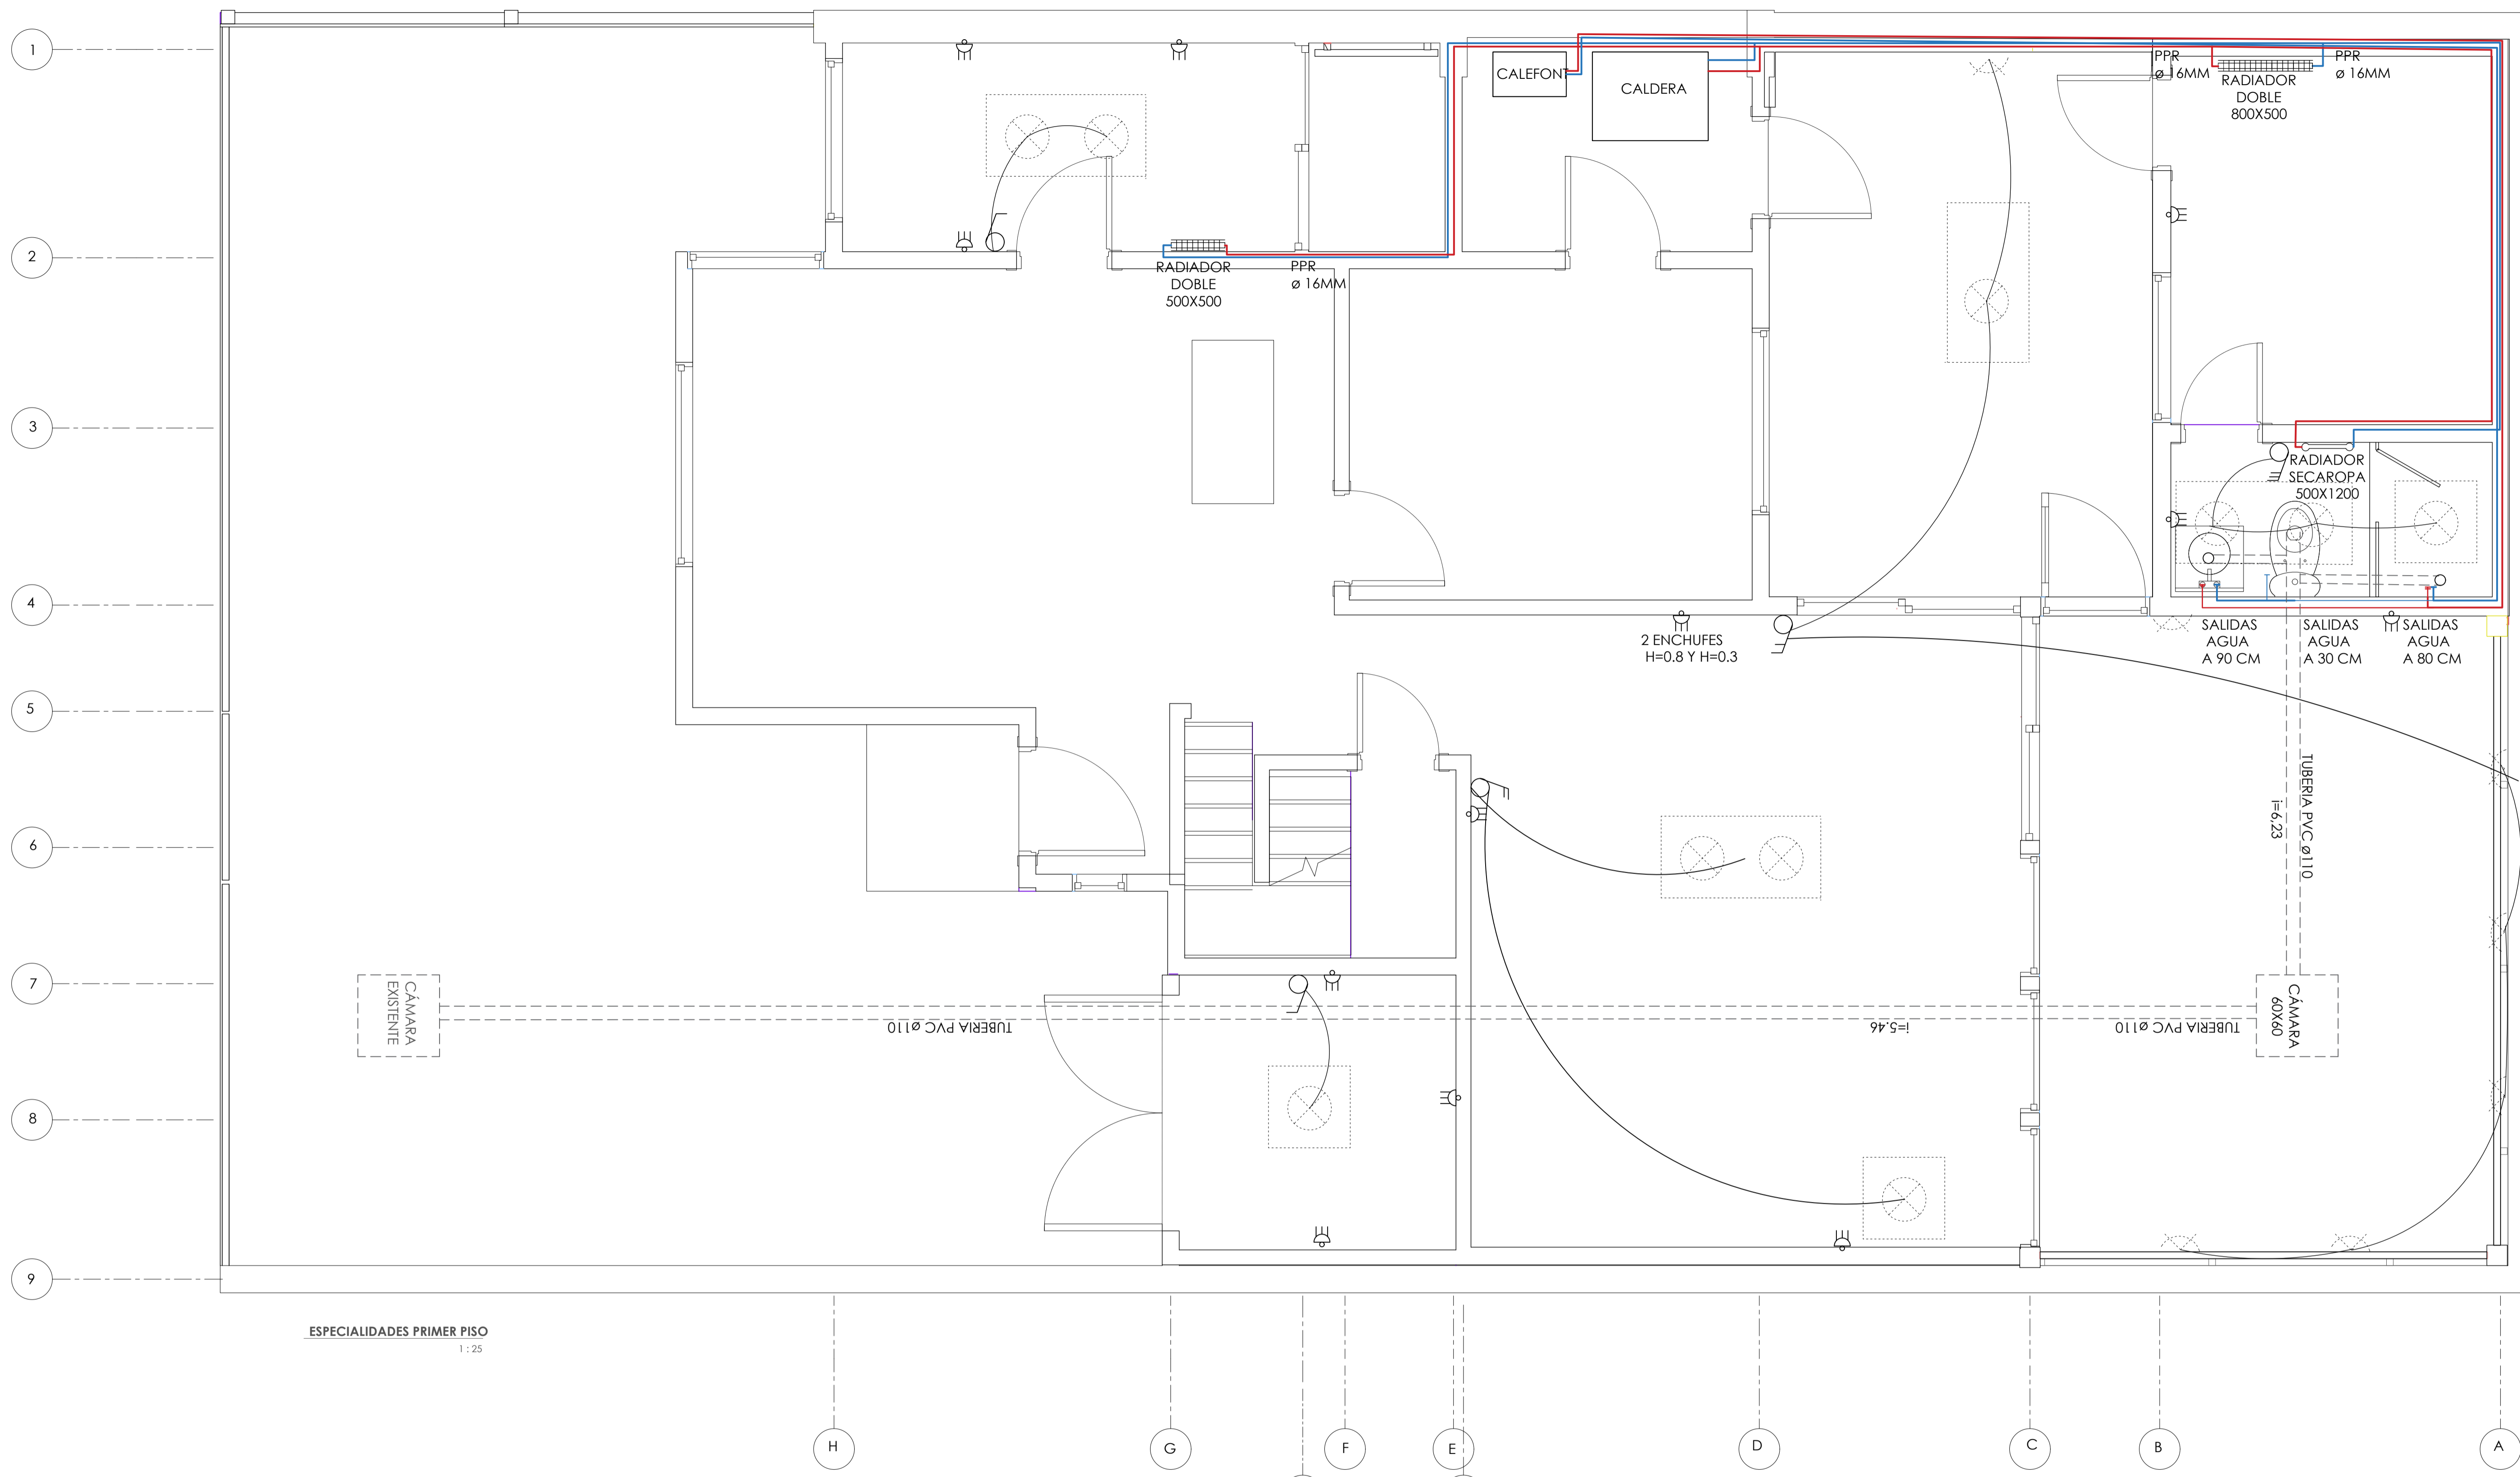 1
CALEFONT
CALDERA
PPR
ø 16MM
RADIADOR
DOBLE
800X500
PPR
ø 16MM
2
RADIADOR
DOBLE
500X500
PPR
ø 16MM
3
RADIADOR
SECAROPA
500X1200
4
2 ENCHUFES
H=0.8 Y H=0.3
SALIDAS
AGUA
A 90 CM
SALIDAS
AGUA
A 30 CM
SALIDAS
AGUA
A 80 CM
5
TUBERIA PVC ø110
i=6,23
6
7
CÁMARA
EXISTENTE
TUBERIA PVC ø110
i=5.46
TUBERIA PVC ø110
CÁMARA
60X60
8
9
ESPECIALIDADES PRIMER PISO
1 : 25
H
G
F
E
D
C
B
A